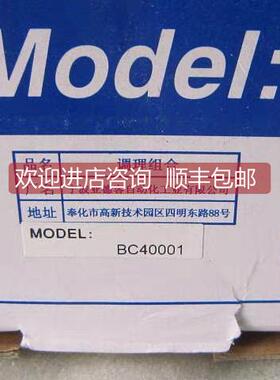 Model:
品名 调理组合
欢迎进店咨询 顺丰包邮
地址 奉化市高新技术园区四明东路88号
MODEL:
BC40001